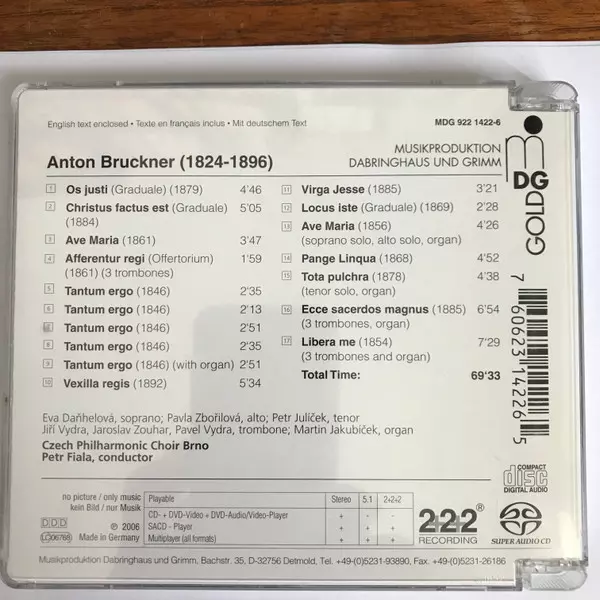 English text enclosed • Texte en français inclus • Mit deutschem Text
MDG 922 1422-6
Anton Bruckner (1824-1896)
MUSIKPRODUKTION
DABRINGHAUS UND GRIMM
MDG
GOLD
1 Os justi (Graduale) (1879) 4'46
2 Christus factus est (Graduale) 5'05
(1884)
3 Ave Maria (1861) 3'47
4 Afferentur regi (Offertorium) 1'59
(1861) (3 trombones)
5 Tantum ergo (1846) 2'35
6 Tantum ergo (1846) 2'13
Tantum ergo (1846) 2'51
8 Tantum ergo (1846) 2'35
9 Tantum ergo (1846) (with organ) 2'51
10 Vexilla regis (1892) 5'34
11 Virga Jesse (1885) 3'21
12 Locus iste (Graduale) (1869) 2'28
13 Ave Maria (1856) 4'26
(soprano solo, alto solo, organ)
14 Pange Linqua (1868) 4'52
15 Tota pulchra (1878) 4'38
(tenor solo, organ)
16 Ecce sacerdos magnus (1885) 6'54
(3 trombones, organ)
17 Libera me (1854) 7'29
(3 trombones and organ)
Total Time: 69'33
7 60623 14226 5
Eva Daňhelová, soprano; Pavla Zbořilová, alto; Petr Julíček, tenor
Jiří Vydra, Jaroslav Zouhar, Pavel Vydra, trombone; Martin Jakubíček, organ
Czech Philharmonic Choir Brno
Petr Fiala, conductor
COMPACT
disc
DIGITAL AUDIO
no picture / only music
kein Bild / nur Musik
Playable Stereo 5.1 2+2+2
CD- + DVD-Video + DVD-Audio/Video-Player + - -
SACD - Player + + +
Multiplayer (all formats) + + +
DDD
℗ 2006
LC06768
Made in Germany
2+2+2®
RECORDING
SUPER AUDIO CD
Musikproduktion Dabringhaus und Grimm, Bachstr. 35, D-32756 Detmold, Tel. +49-(0)5231-93890, Fax. +49-(0)5231-26186